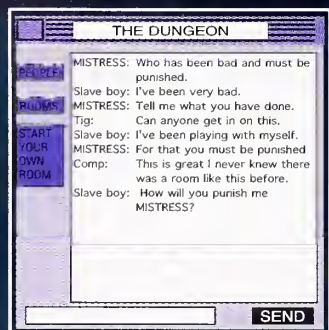 THE DUNGEON
PEOPLE
ROOMS
START
YOUR
OWN
ROOM
MISTRESS: Who has been bad and must be
punished.
Slave boy: I've been very bad.
MISTRESS: Tell me what you have done.
Tig: Can anyone get in on this.
Slave boy: I've been playing with myself.
MISTRESS: For that you must be punished
Comp: This is great I never knew there
was a room like this before.
Slave boy: How will you punish me
MISTRESS?
SEND